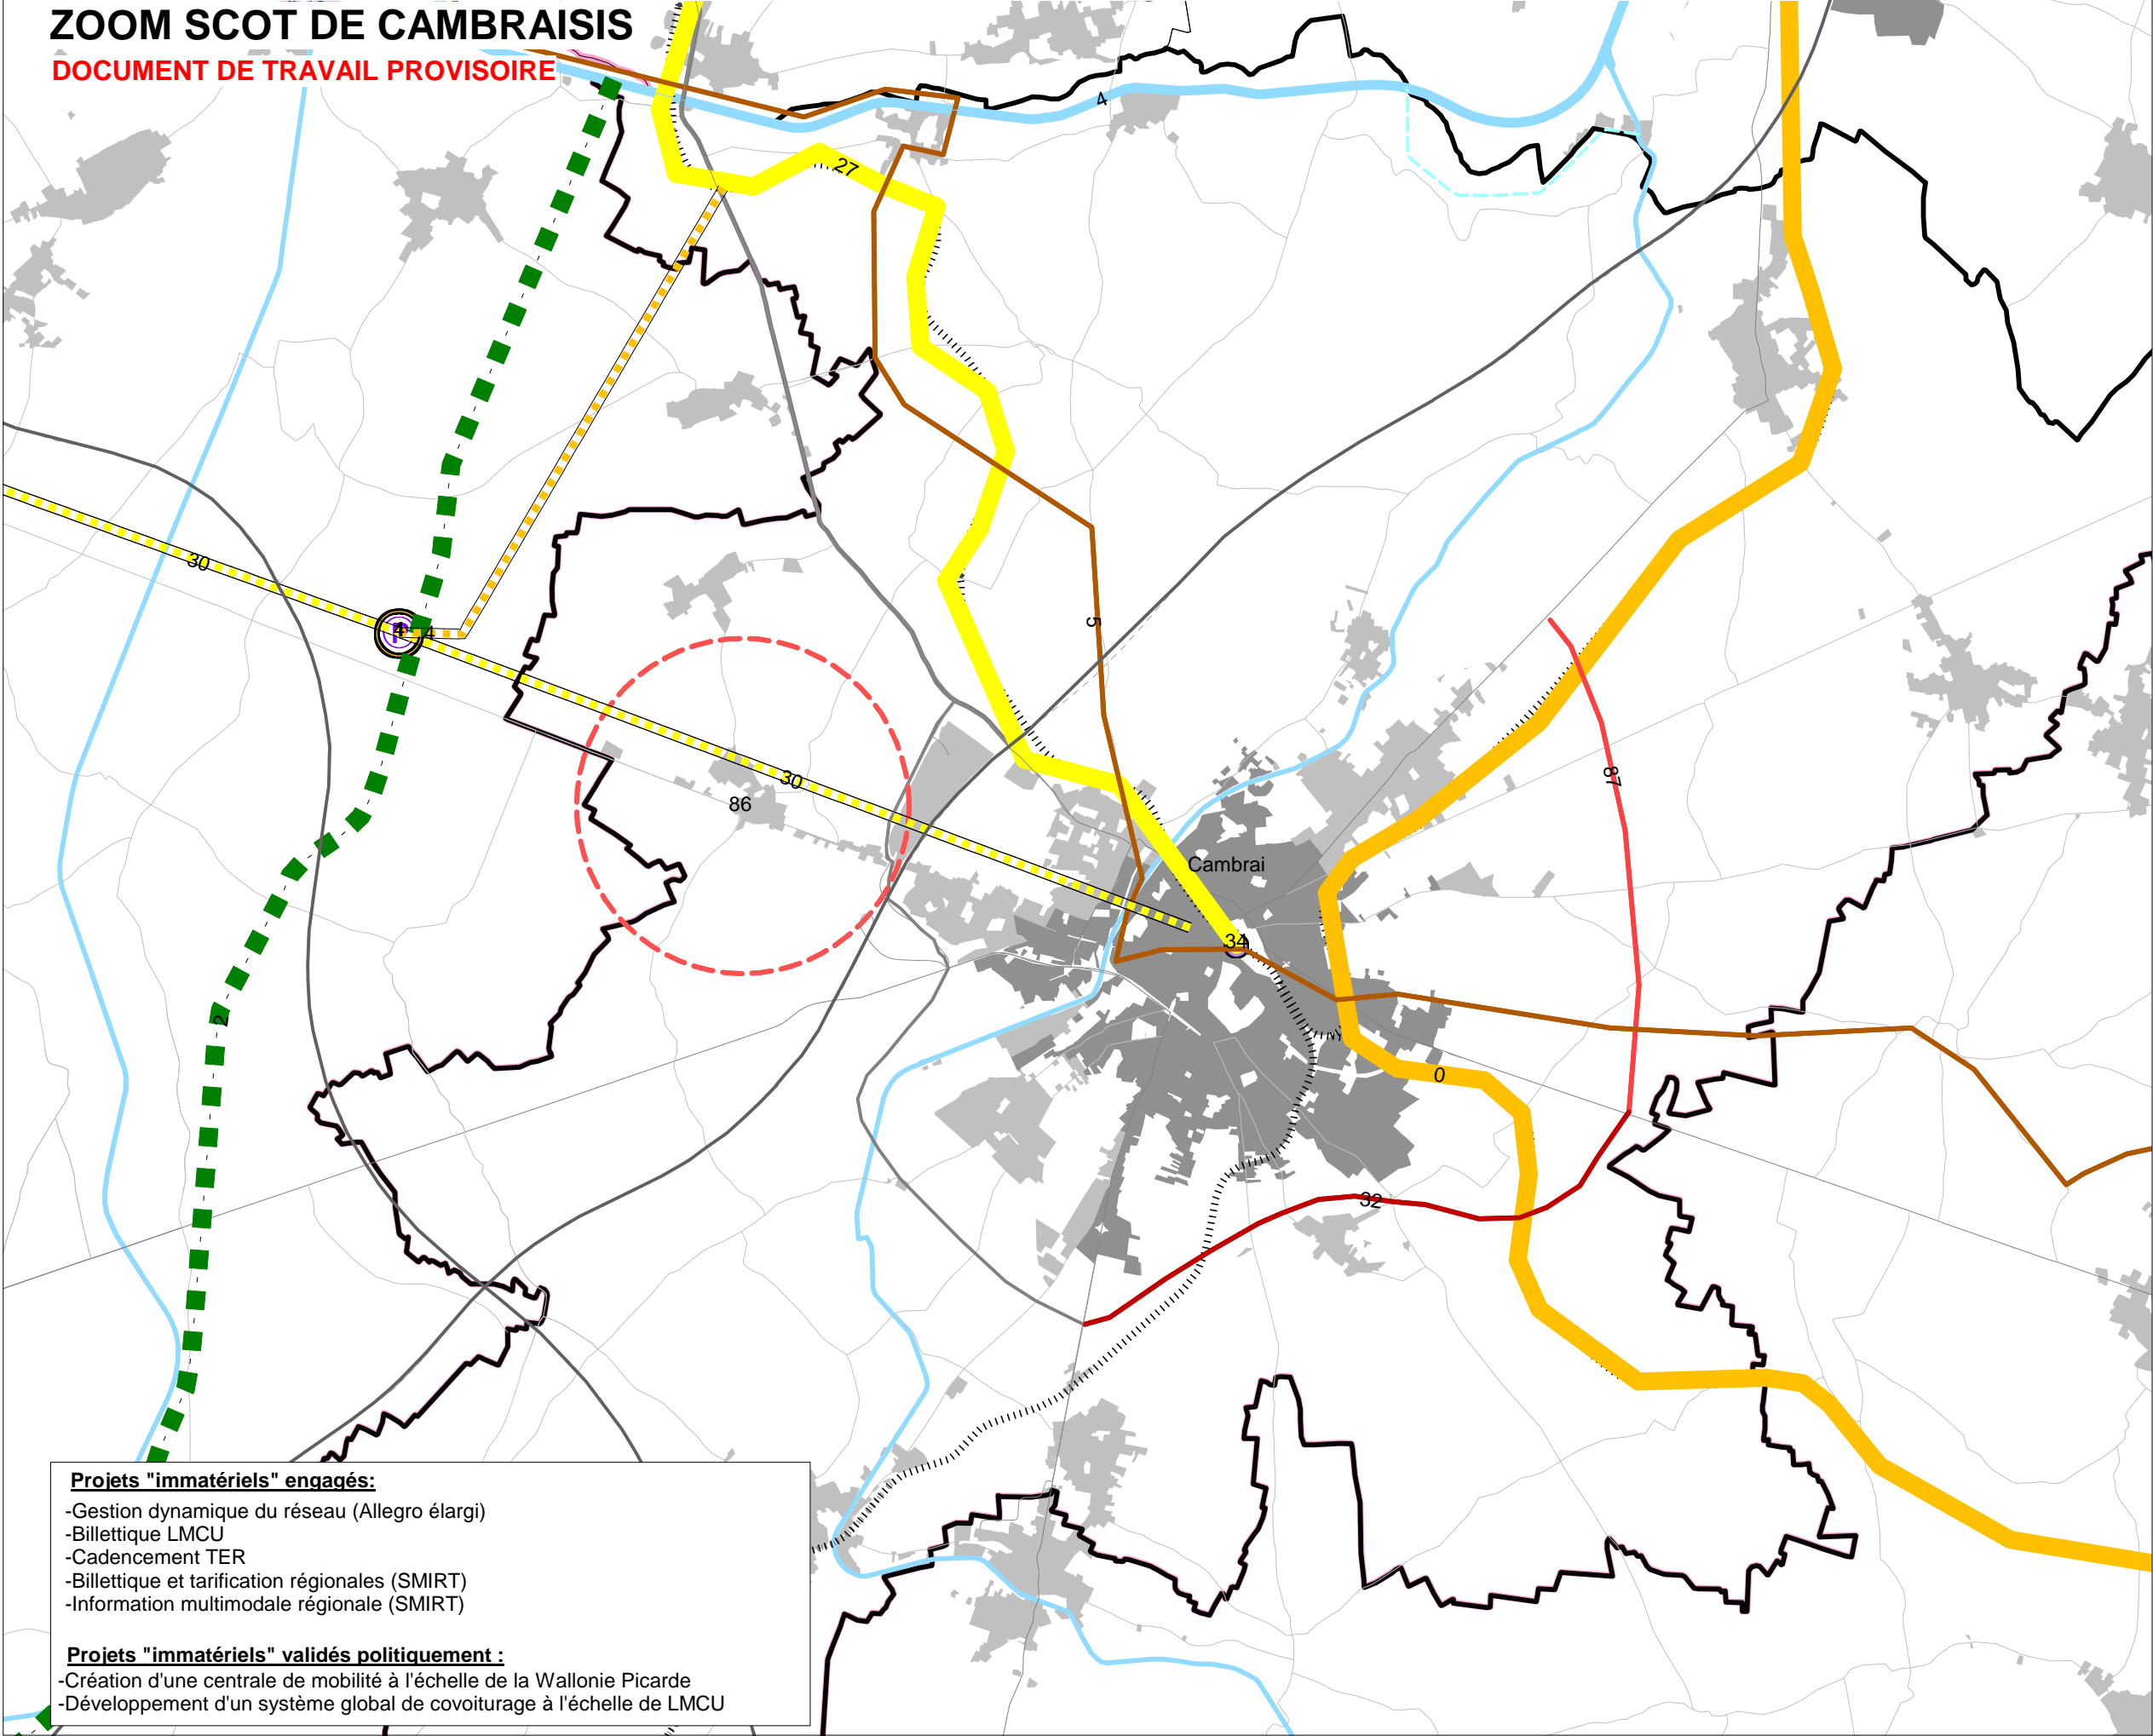 ZOOM SCOT DE CAMBRAISIS
DOCUMENT DE TRAVAIL PROVISOIRE
4
27
30
4
4
5
30
86
87
Cambrai
34
2
0
32
Projets "immatériels" engagés:
-Gestion dynamique du réseau (Allegro élargi)
-Billettique LMCU
-Cadencement TER
-Billettique et tarification régionales (SMIRT)
-Information multimodale régionale (SMIRT)
Projets "immatériels" validés politiquement :
-Création d'une centrale de mobilité à l'échelle de la Wallonie Picarde
-Développement d'un système global de covoiturage à l'échelle de LMCU